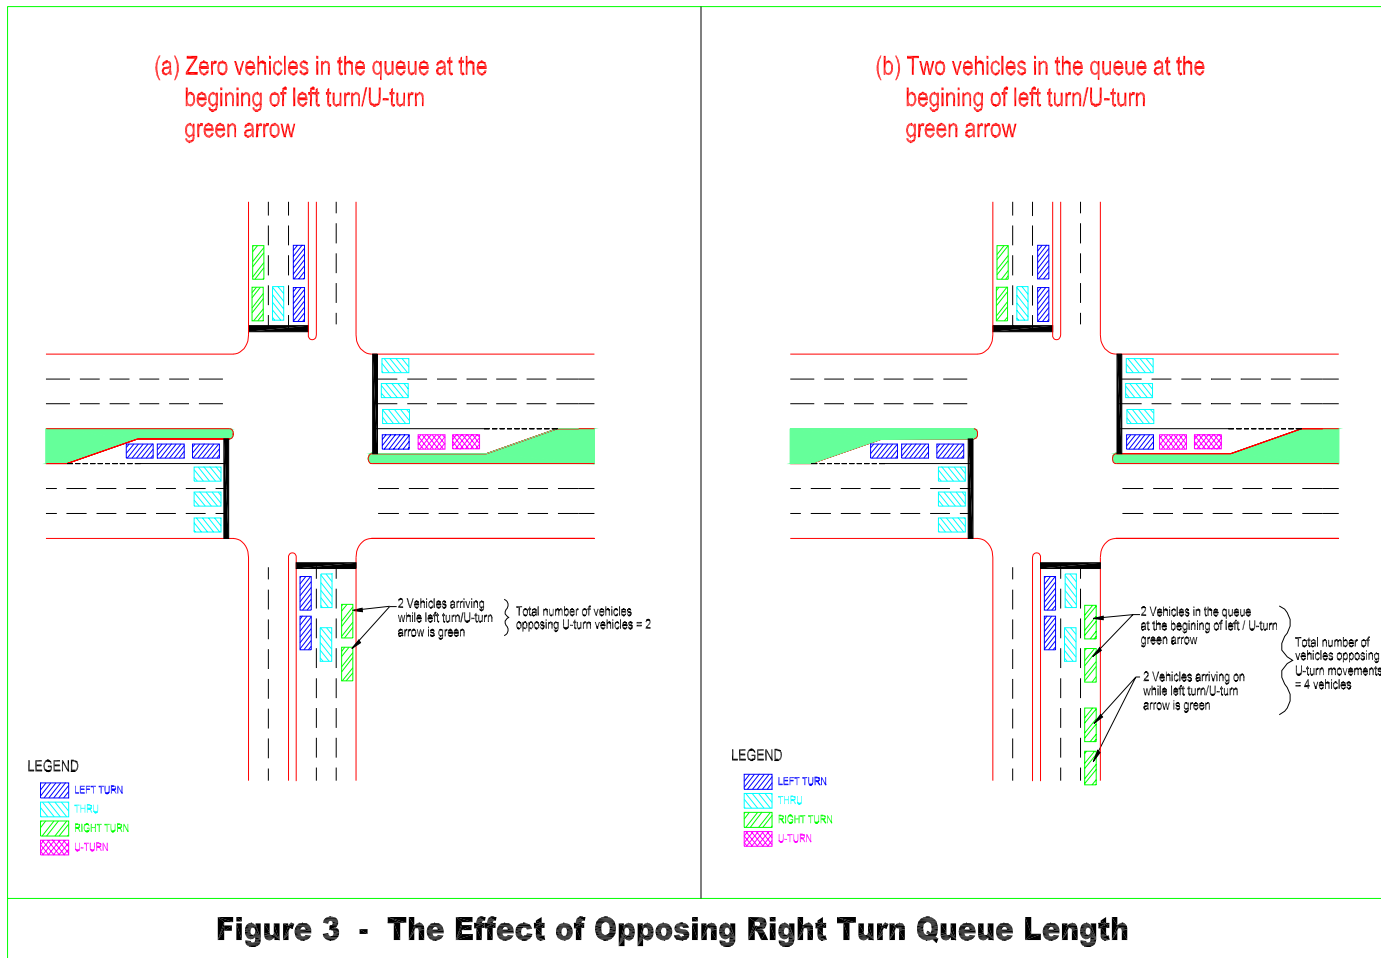 (a) Zero vehicles in the queue at the
begining of left turn/U-turn
green arrow
2 Vehicles arriving
while left turn/U-turn
arrow is green
Total number of vehicles
opposing U-turn vehicles = 2
LEGEND
LEFT TURN
THRU
RIGHT TURN
U-TURN
(b) Two vehicles in the queue at
begining of left turn/U-turn
green arrow
2 Vehicles in the queue
at the begining of left / U-turn
green arrow
2 Vehicles arriving on
while left turn/U-turn
arrow is green
Total number of
vehicles opposing
U-turn movements
= 4 vehicles
LEGEND
LEFT TURN
THRU
RIGHT TURN
U-TURN
Figure 3 - The Effect of Opposing Right Turn Queue Length